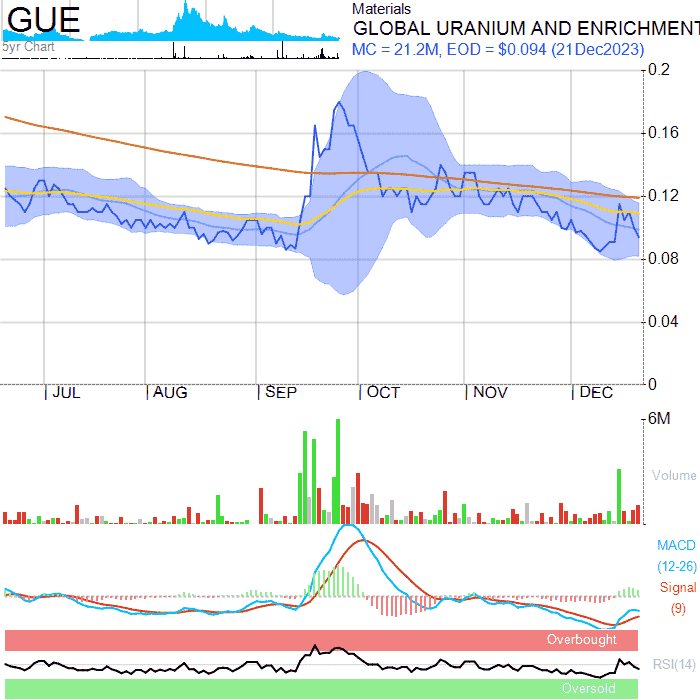 GUE
5yr Chart
Materials
GLOBAL URANIUM AND ENRICHMENT
MC = 21.2M, EOD = $0.094 (21Dec2023)
0.2
0.16
0.12
0.08
0.04
0
JUL
AUG
SEP
OCT
NOV
DEC
6M
Volume
MACD
(12-26)
Signal
(9)
Overbought
RSI(14)
Oversold